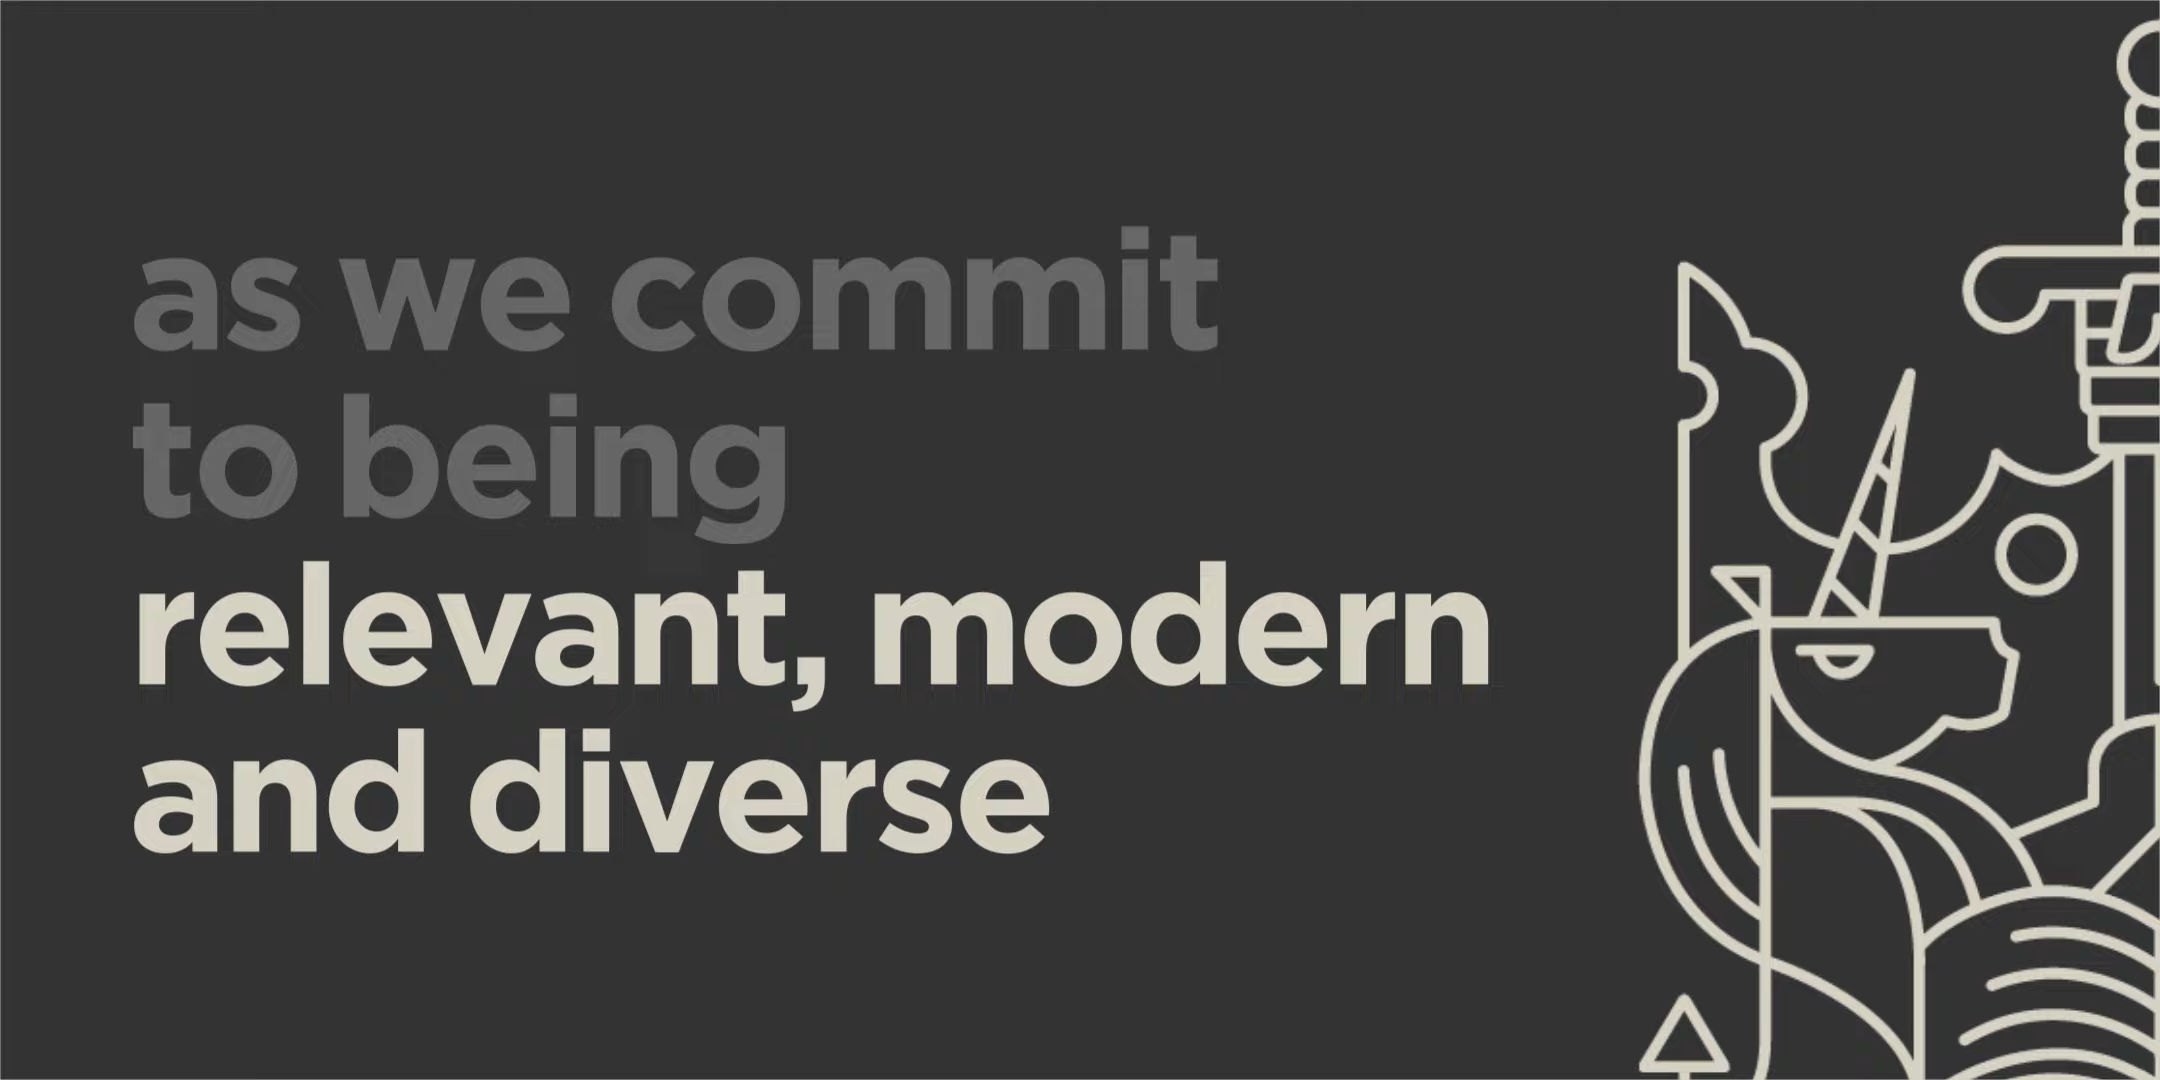 as we commit
to being
relevant, modern
and diverse